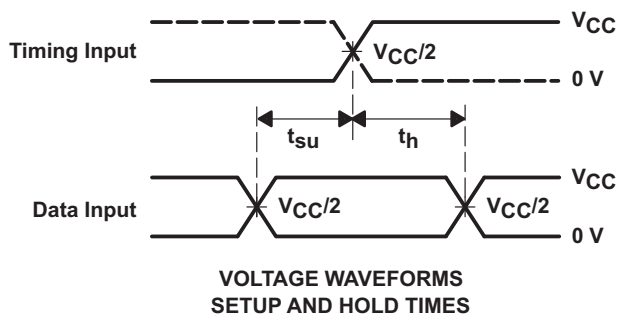 VCC
Timing Input
VCC/2
0 V
tsu
th
VCC
Data Input
VCC/2
VCC/2
0 V
VOLTAGE WAVEFORMS
SETUP AND HOLD TIMES